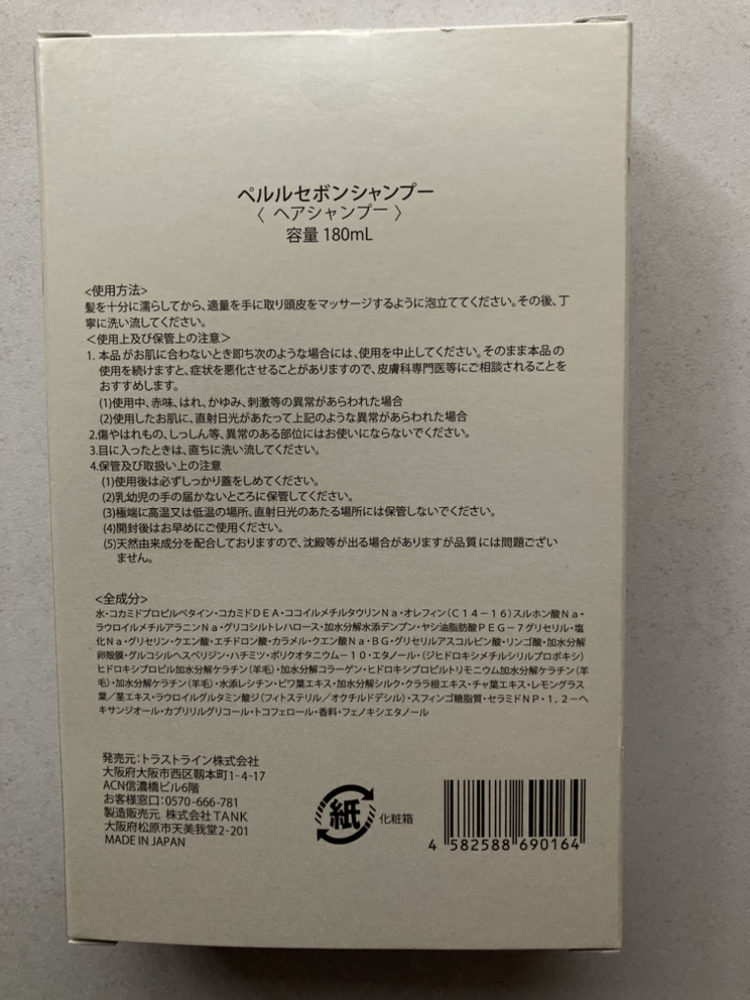 ペルルセボンシャンプー
〈 ヘアシャンプー 〉
容量 180mL
<使用方法>
髪を十分に濡らしてから、適量を手に取り頭皮をマッサージするように泡立ててください。その後、丁
寧に洗い流してください。
<使用上及び保管上の注意>
1. 本品がお肌に合わないとき即ち次のような場合には、使用を中止してください。そのまま本品の
使用を続けますと、症状を悪化させることがありますので、皮膚科専門医等にご相談されることを
おすすめします。
(1)使用中、赤味、はれ、かゆみ、刺激等の異常があらわれた場合
(2)使用したお肌に、直射日光があたって上記のような異常があらわれた場合
2.傷やはれもの、しっしん等、異常のある部位にはお使いにならないでください。
3.目に入ったときは、直ちに洗い流してください。
4.保管及び取扱い上の注意
(1)使用後は必ずしっかり蓋をしめてください。
(2)乳幼児の手の届かないところに保管してください。
(3)極端に高温又は低温の場所、直射日光のあたる場所には保管しないでください。
(4)開封後はお早めにご使用ください。
(5)天然由来成分を配合しておりますので、沈殿等が出る場合がありますが品質には問題ござい
ません。
<全成分>
水・コカミドプロピルベタイン・コカミドDEA・ココイルメチルタウリンNa・オレフィン(C14－16)スルホン酸Na・
ラウロイルメチルアラニンNa・グリコシルトレハロース・加水分解水添デンプン・ヤシ油脂肪酸PEG－7グリセリル・塩
化Na・グリセリン・クエン酸・エチドロン酸・カラメル・クエン酸Na・BG・グリセリルアスコルビン酸・リンゴ酸・加水分解
卵殻膜・グルコシルヘスペリジン・ハチミツ・ポリクオタニウム－10・エタノール・(ジヒドロキシメチルシリルプロポキシ)
ヒドロキシプロピル加水分解ケラチン(羊毛)・加水分解コラーゲン・ヒドロキシプロピルトリモニウム加水分解ケラチン(羊
毛)・加水分解ケラチン(羊毛)・水添レシチン・ビワ葉エキス・加水分解シルク・クララ根エキス・チャ葉エキス・レモングラス
葉／茎エキス・ラウロイルグルタミン酸ジ(フィトステリル／オクチルドデシル)・スフィンゴ糖脂質・セラミドNP・1，2－ヘ
キサンジオール・カプリリルグリコール・トコフェロール・香料・フェノキシエタノール
発売元：トラストライン株式会社
大阪府大阪市西区靱本町1-4-17
ACN信濃橋ビル6階
お客様窓口：0570-666-781
製造販売元 株式会社TANK
大阪府松原市天美我堂2-201
MADE IN JAPAN
紙 化粧箱
4 582588 690164